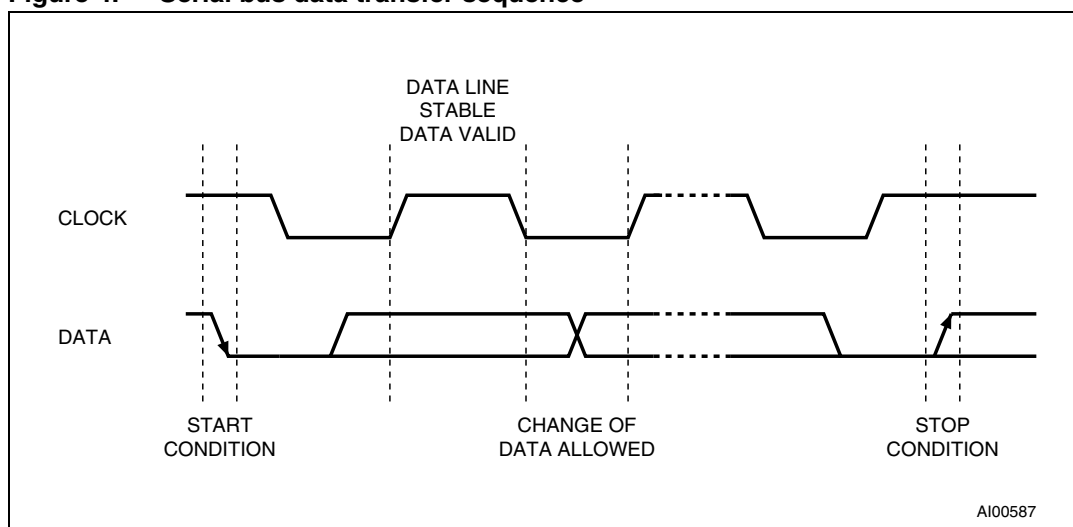 Figure 4. Serial bus data transfer sequence
DATA LINE
STABLE
DATA VALID
CLOCK
DATA
START
CONDITION
CHANGE OF
DATA ALLOWED
STOP
CONDITION
AI00587